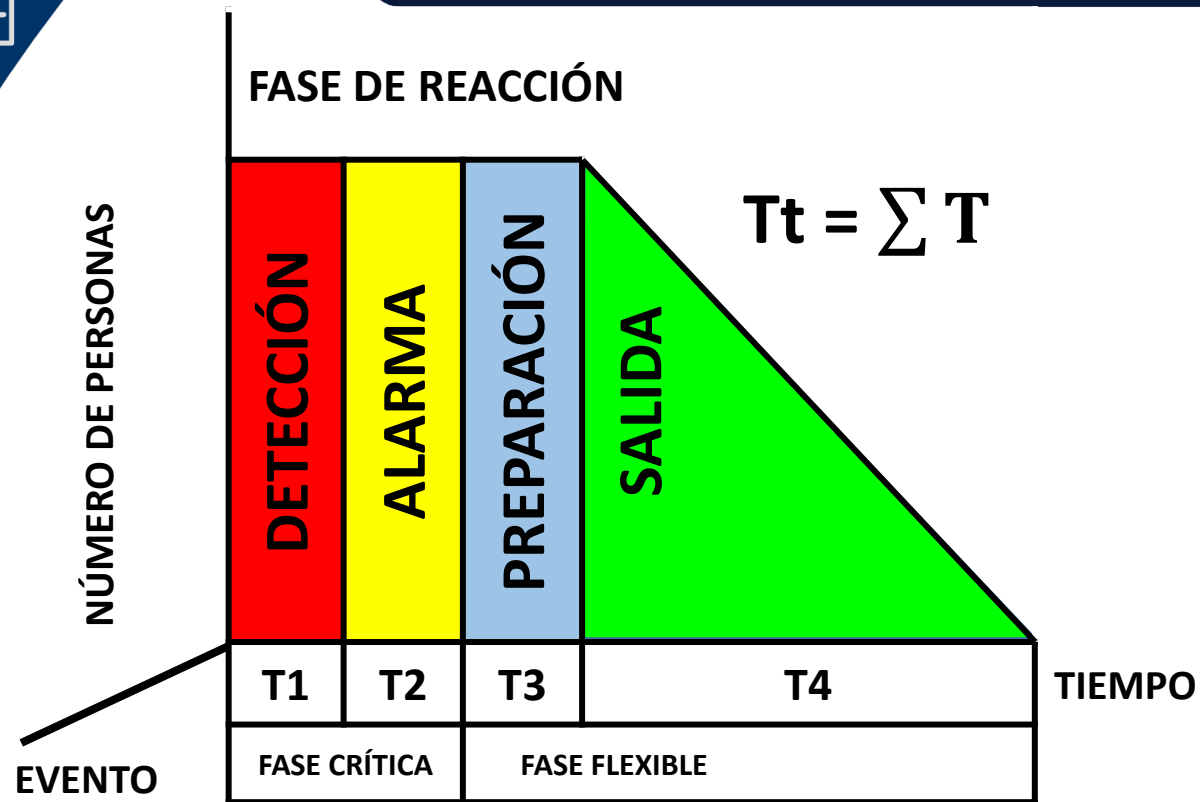 FASE DE REACCIÓN
Tt = ∑ T
NÚMERO DE PERSONAS
DETECCIÓN
ALARMA
PREPARACIÓN
SALIDA
T1
T2
T3
T4
TIEMPO
EVENTO
FASE CRÍTICA
FASE FLEXIBLE